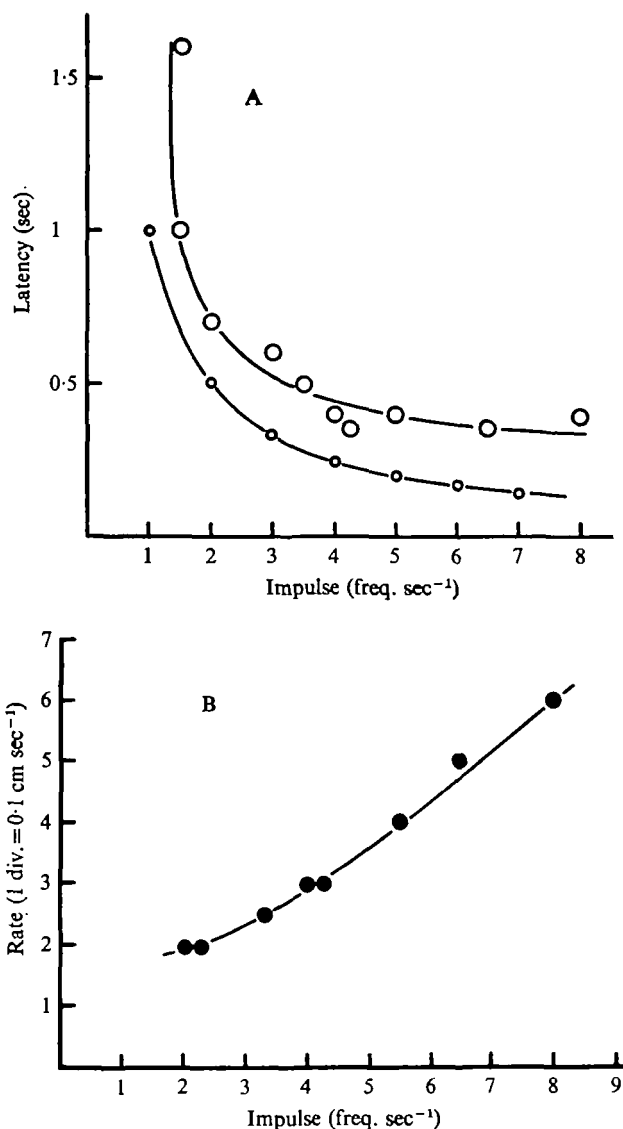 1·5
A
Latency (sec).
1
0·5
1 2 3 4 5 6 7 8
Impulse (freq. sec⁻¹)
7
B
6
5
Rate (1 div. = 0·1 cm sec⁻¹)
4
3
2
1
1 2 3 4 5 6 7 8 9
Impulse (freq. sec⁻¹)